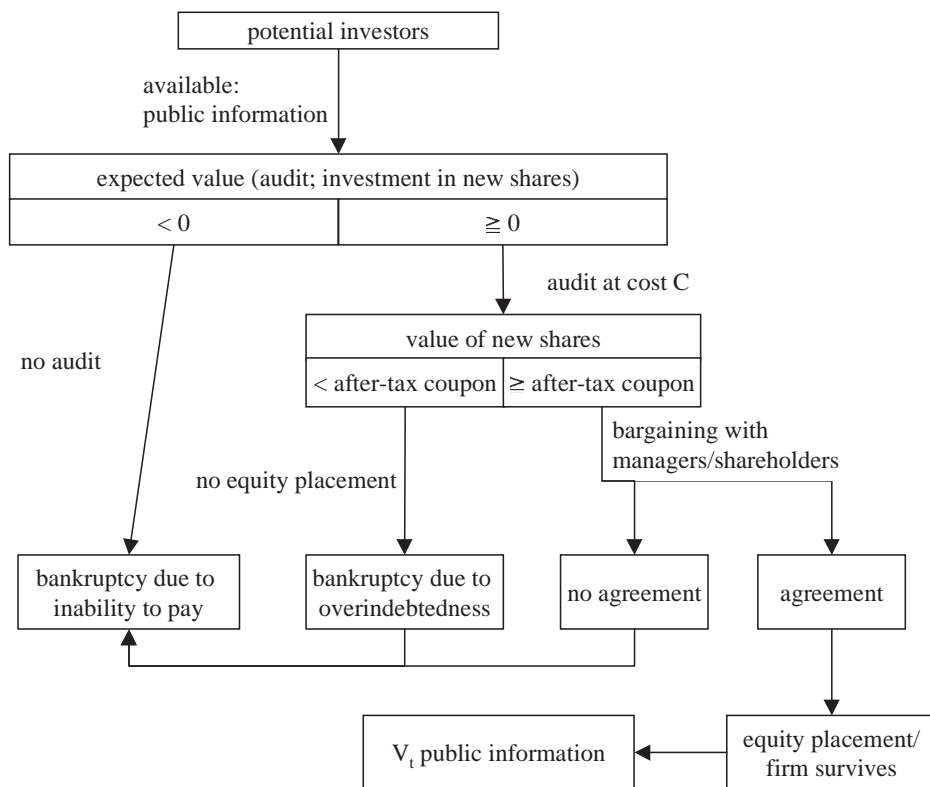 potential investors
available:
public information
expected value (audit; investment in new shares)
< 0
≧ 0
audit at cost C
value of new shares
no audit
< after-tax coupon
≧ after-tax coupon
bargaining with
managers/shareholders
no equity placement
bankruptcy due to
inability to pay
bankruptcy due to
overindebtedness
no agreement
agreement
V_t public information
equity placement/
firm survives